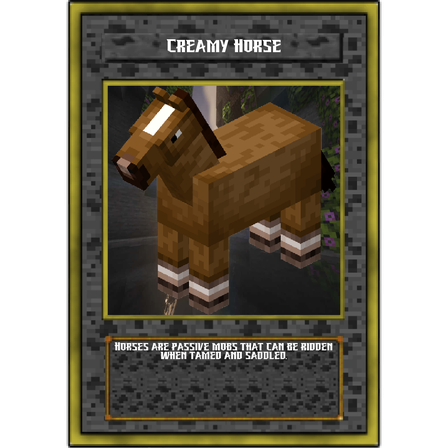 Creamy Horse
Horses are passive mobs that can be ridden
when tamed and saddled.